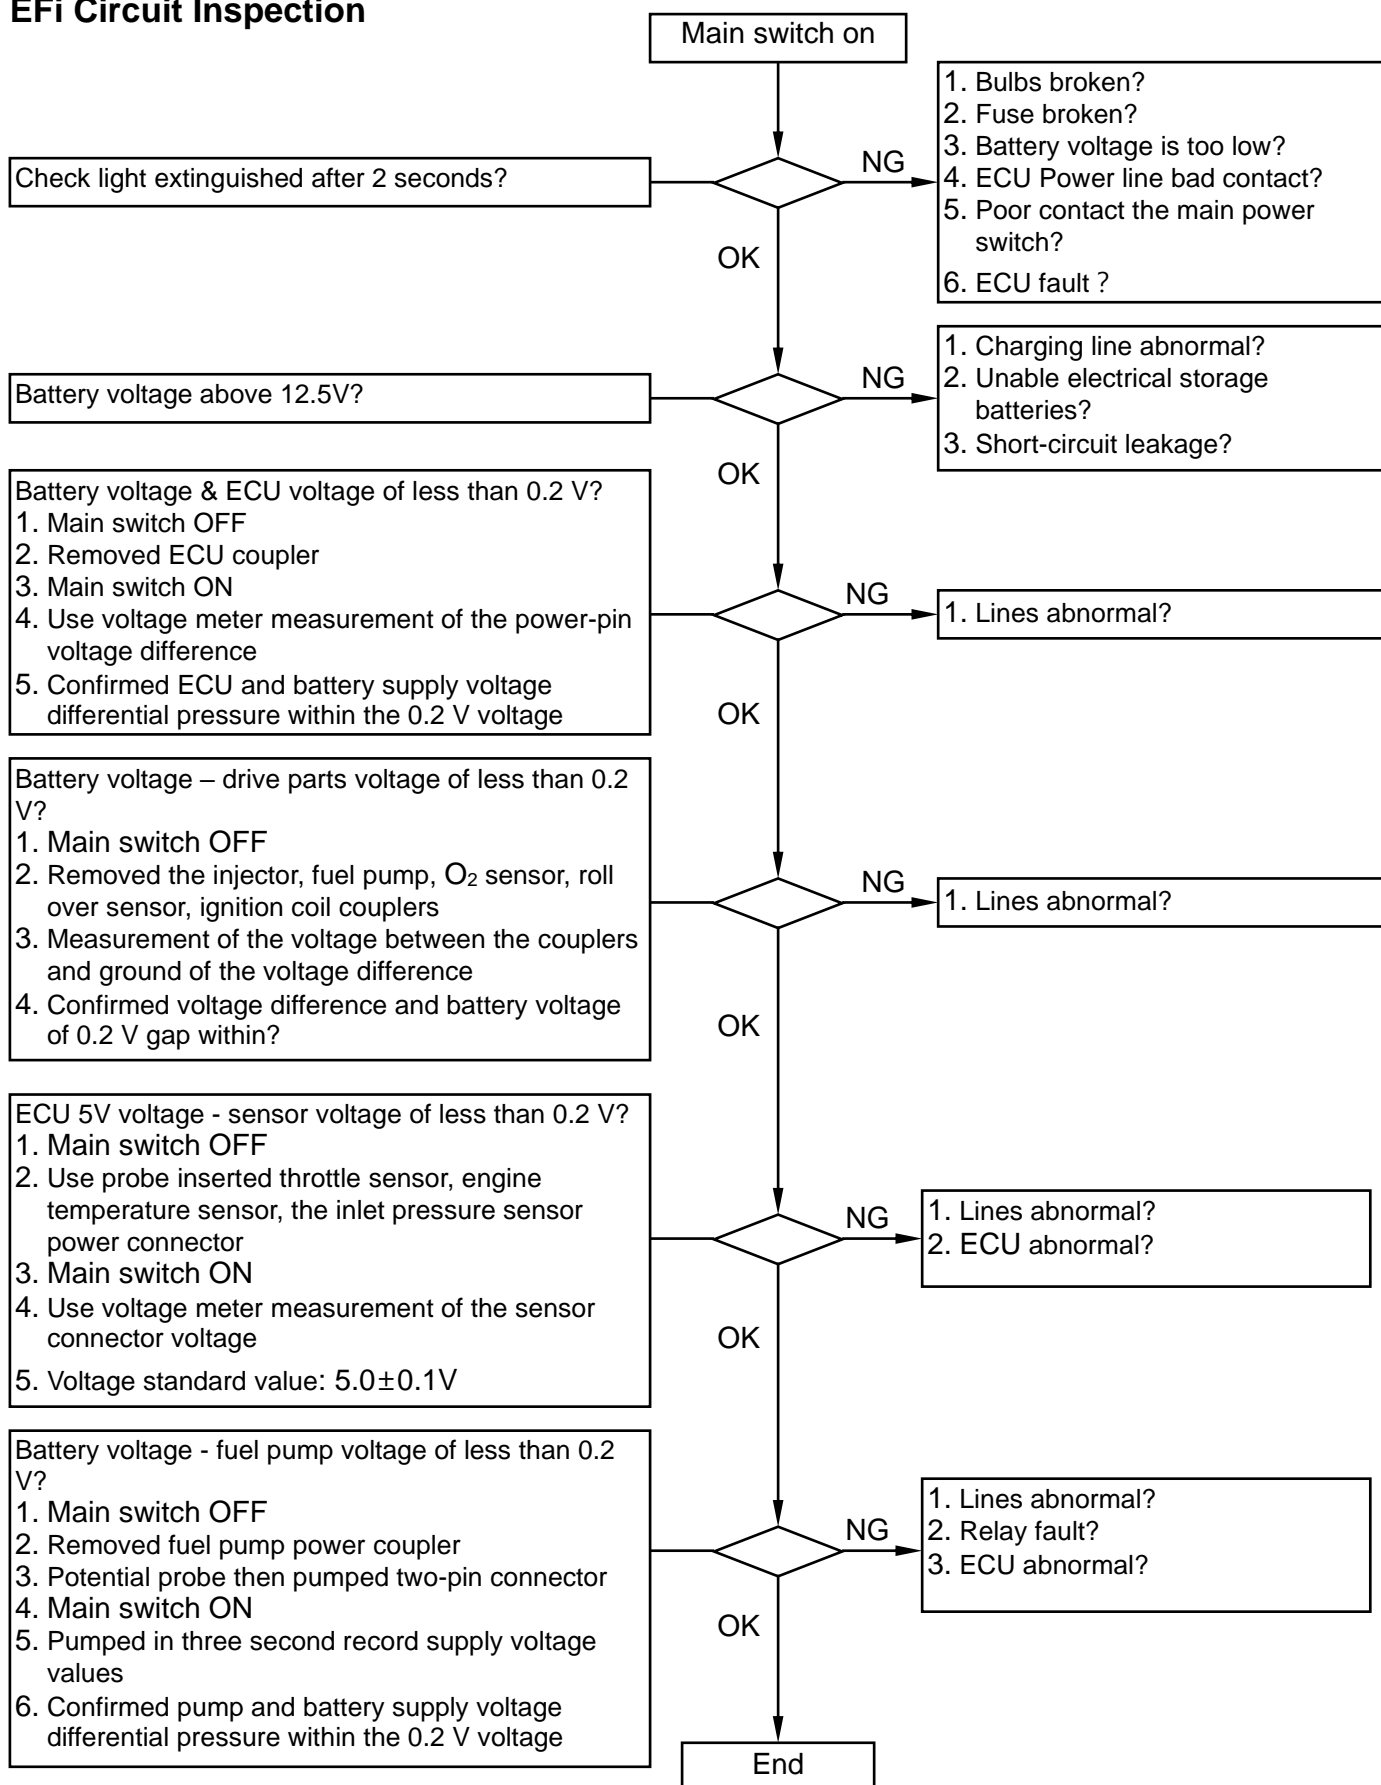 EFi Circuit Inspection
Main switch on
Check light extinguished after 2 seconds?
NG
1. Bulbs broken?
2. Fuse broken?
3. Battery voltage is too low?
4. ECU Power line bad contact?
5. Poor contact the main power
switch?
6. ECU fault ?
OK
Battery voltage above 12.5V?
NG
1. Charging line abnormal?
2. Unable electrical storage
batteries?
3. Short-circuit leakage?
OK
Battery voltage & ECU voltage of less than 0.2 V?
1. Main switch OFF
2. Removed ECU coupler
3. Main switch ON
4. Use voltage meter measurement of the power-pin
voltage difference
5. Confirmed ECU and battery supply voltage
differential pressure within the 0.2 V voltage
NG
1. Lines abnormal?
OK
Battery voltage – drive parts voltage of less than 0.2
V?
1. Main switch OFF
2. Removed the injector, fuel pump, O₂ sensor, roll
over sensor, ignition coil couplers
3. Measurement of the voltage between the couplers
and ground of the voltage difference
4. Confirmed voltage difference and battery voltage
of 0.2 V gap within?
NG
1. Lines abnormal?
OK
ECU 5V voltage - sensor voltage of less than 0.2 V?
1. Main switch OFF
2. Use probe inserted throttle sensor, engine
temperature sensor, the inlet pressure sensor
power connector
3. Main switch ON
4. Use voltage meter measurement of the sensor
connector voltage
5. Voltage standard value: 5.0±0.1V
NG
1. Lines abnormal?
2. ECU abnormal?
OK
Battery voltage - fuel pump voltage of less than 0.2
V?
1. Main switch OFF
2. Removed fuel pump power coupler
3. Potential probe then pumped two-pin connector
4. Main switch ON
5. Pumped in three second record supply voltage
values
6. Confirmed pump and battery supply voltage
differential pressure within the 0.2 V voltage
NG
1. Lines abnormal?
2. Relay fault?
3. ECU abnormal?
OK
End